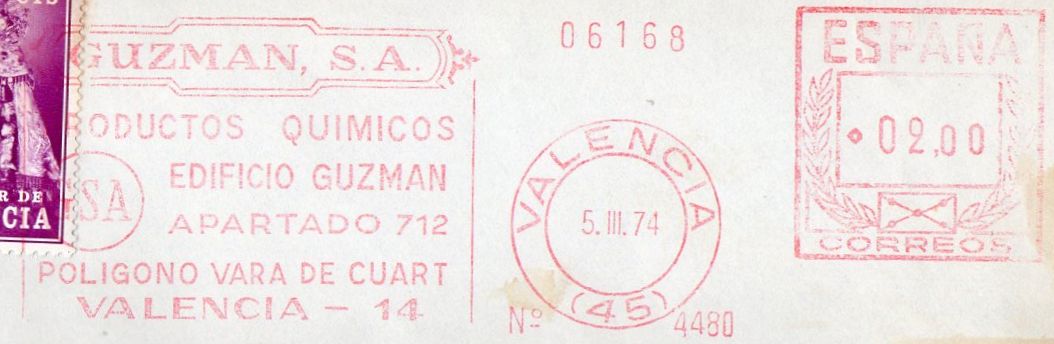 GUZMAN, S.A.
ODUCTOS QUIMICOS
EDIFICIO GUZMAN
SA
APARTADO 712
POLIGONO VARA DE CUART
VALENCIA - 14
R DE
CIA
06168
VALENCIA
5.III.74
(45)
Nº 4480
ESPAÑA
02,00
CORREOS